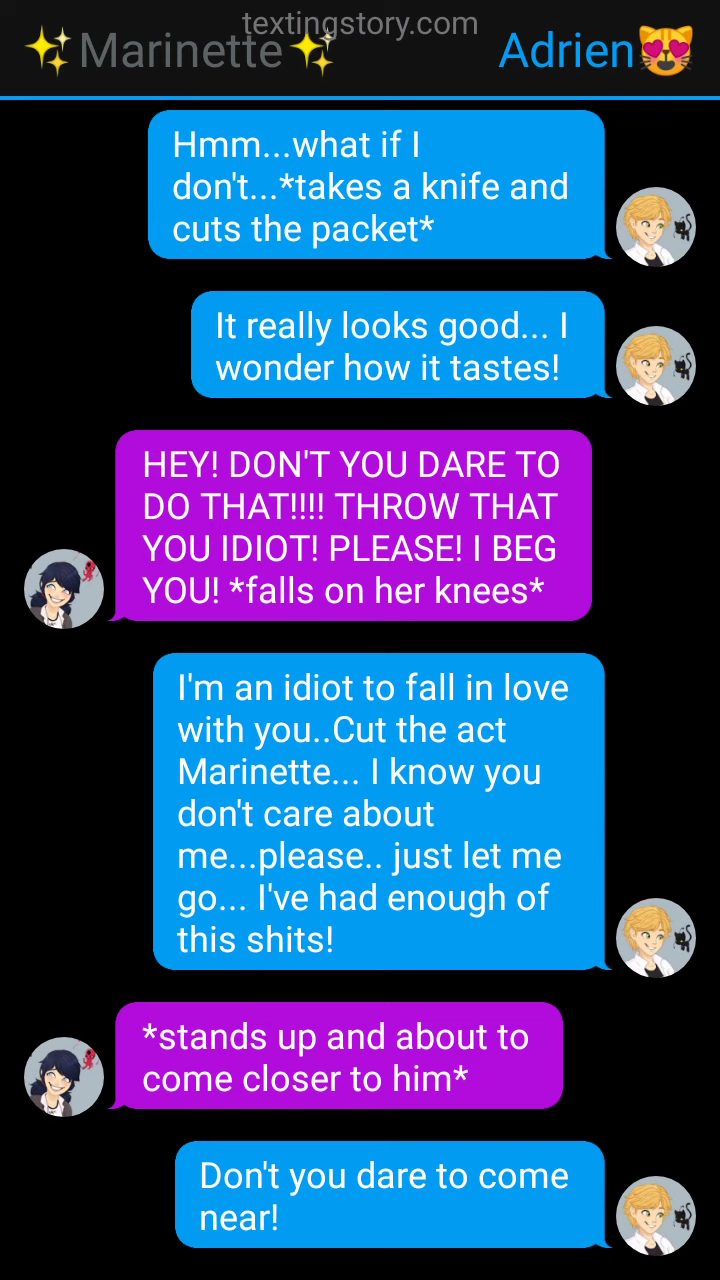 textingstory.com
✨Marinette✨ Adrien😻
Hmm...what if I
don't...*takes a knife and
cuts the packet*
It really looks good... I
wonder how it tastes!
HEY! DON'T YOU DARE TO
DO THAT!!!! THROW THAT
YOU IDIOT! PLEASE! I BEG
YOU! *falls on her knees*
I'm an idiot to fall in love
with you..Cut the act
Marinette... I know you
don't care about
me...please.. just let me
go... I've had enough of
this shits!
*stands up and about to
come closer to him*
Don't you dare to come
near!